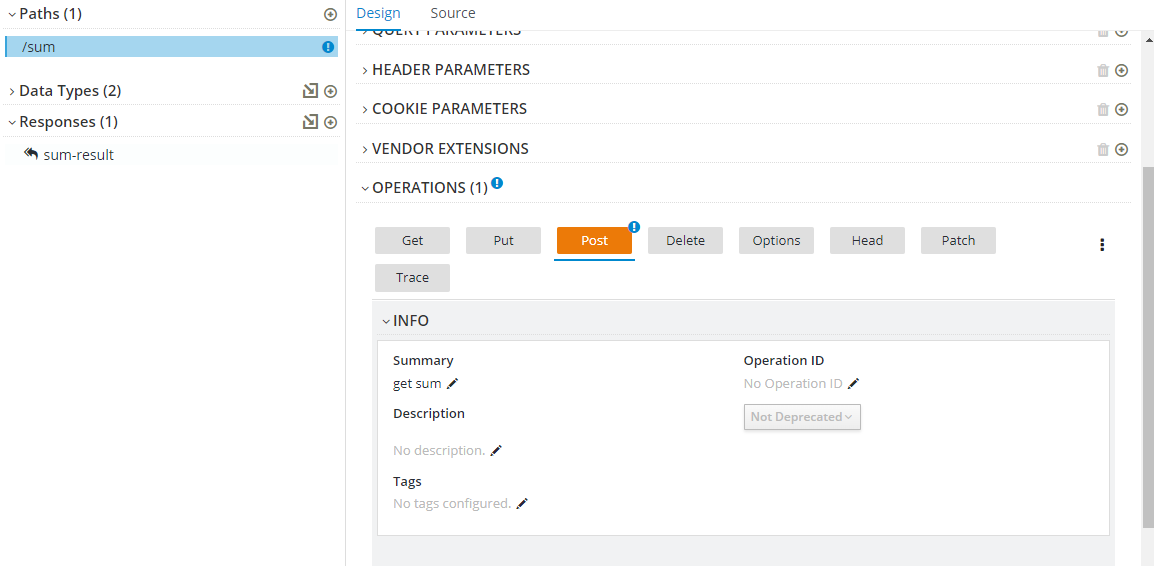 Paths (1)
/sum
Data Types (2)
Responses (1)
sum-result
Design Source
QUERY PARAMETERS
HEADER PARAMETERS
COOKIE PARAMETERS
VENDOR EXTENSIONS
OPERATIONS (1)
Get Put Post Delete Options Head Patch
Trace
INFO
Summary
get sum
Operation ID
No Operation ID
Not Deprecated
Description
No description.
Tags
No tags configured.